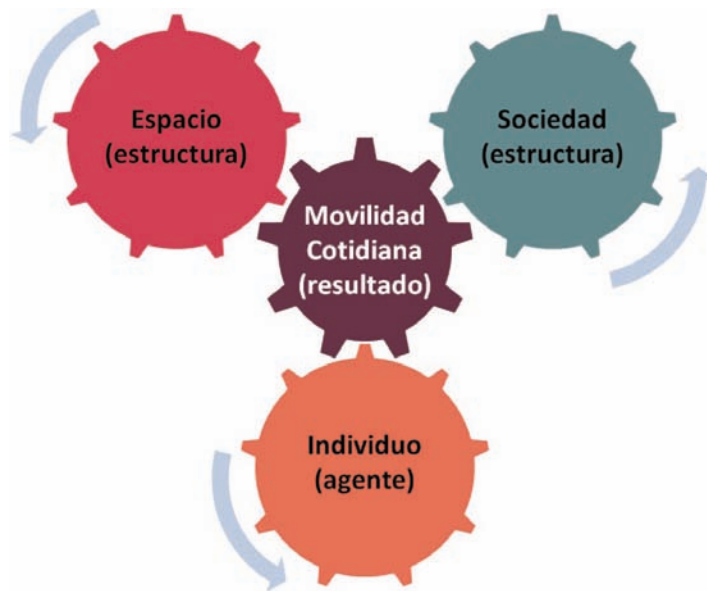 Espacio
(estructura)
Sociedad
(estructura)
Movilidad
Cotidiana
(resultado)
Individuo
(agente)